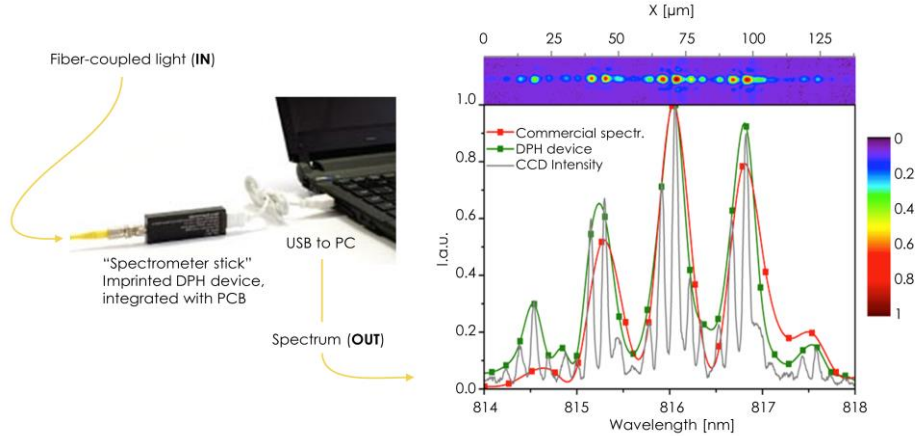 Fiber-coupled light (IN)
"Spectrometer stick"
Imprinted DPH device,
integrated with PCB
USB to PC
Spectrum (OUT)
X [µm]
0 25 50 75 100 125
1.0
0.8
0.6
0.4
0.2
0.0
I.a.u.
Commercial spectr.
DPH device
CCD Intensity
814 815 816 817 818
Wavelength [nm]
0
0.2
0.4
0.6
0.8
1